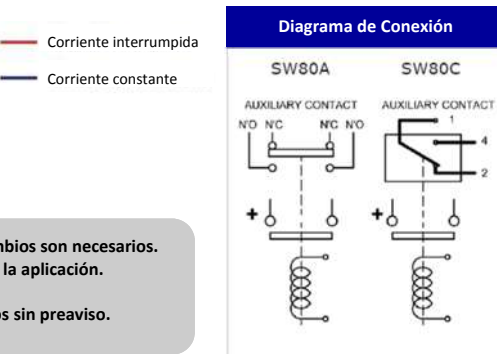 Corriente interrumpida
Corriente constante
mbios son necesarios.
la aplicación.
os sin preaviso.
Diagrama de Conexión
SW80A SW80C
AUXILIARY CONTACT AUXILIARY CONTACT
N'O N'C N'C N'O
1
4
2
+ +